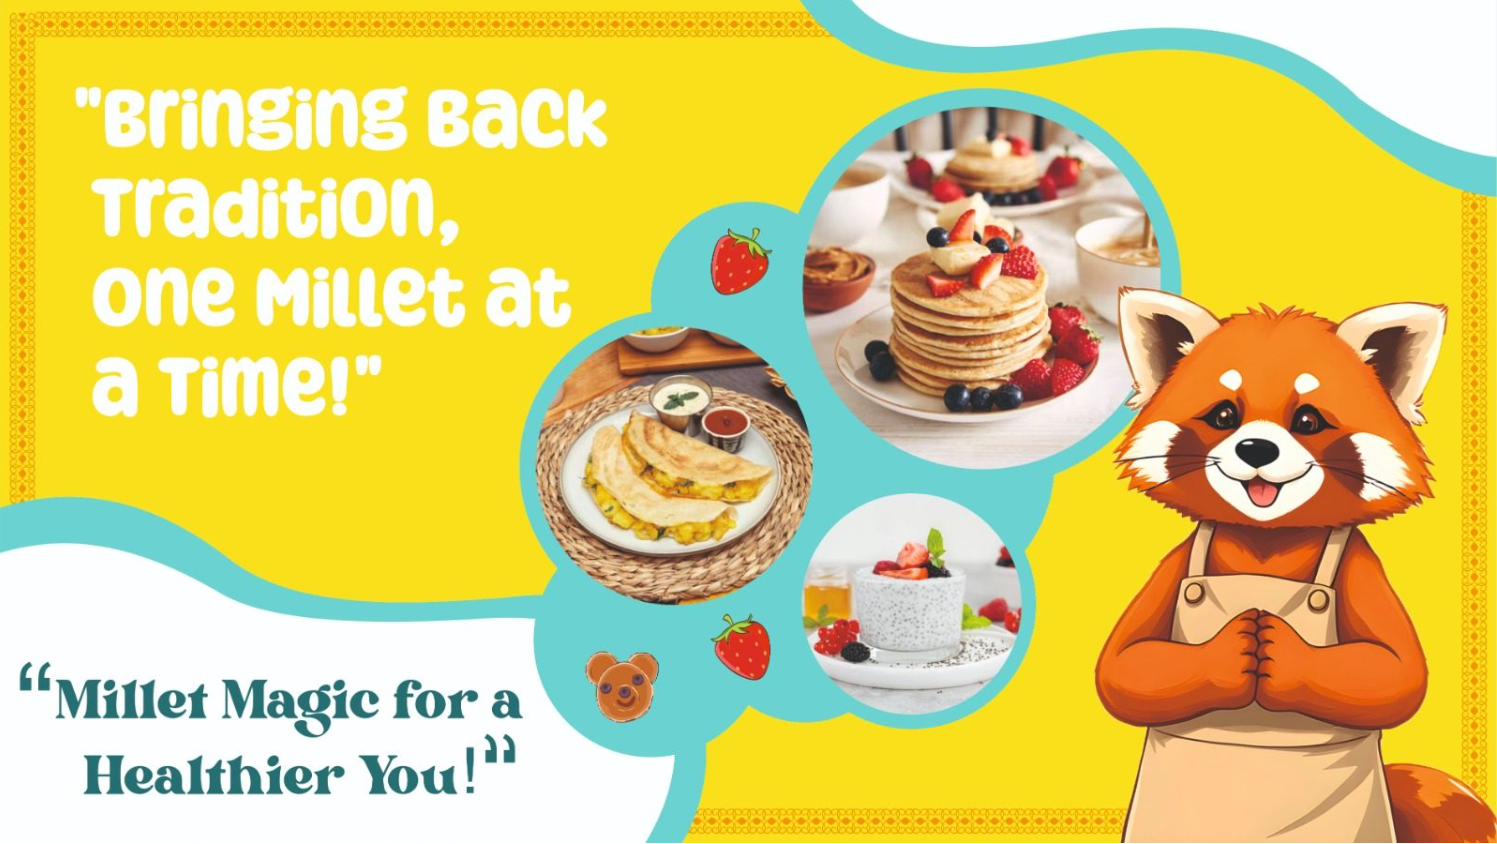 "Bringing Back
Tradition,
One Millet at
a Time!"
“Millet Magic for a
Healthier You!”